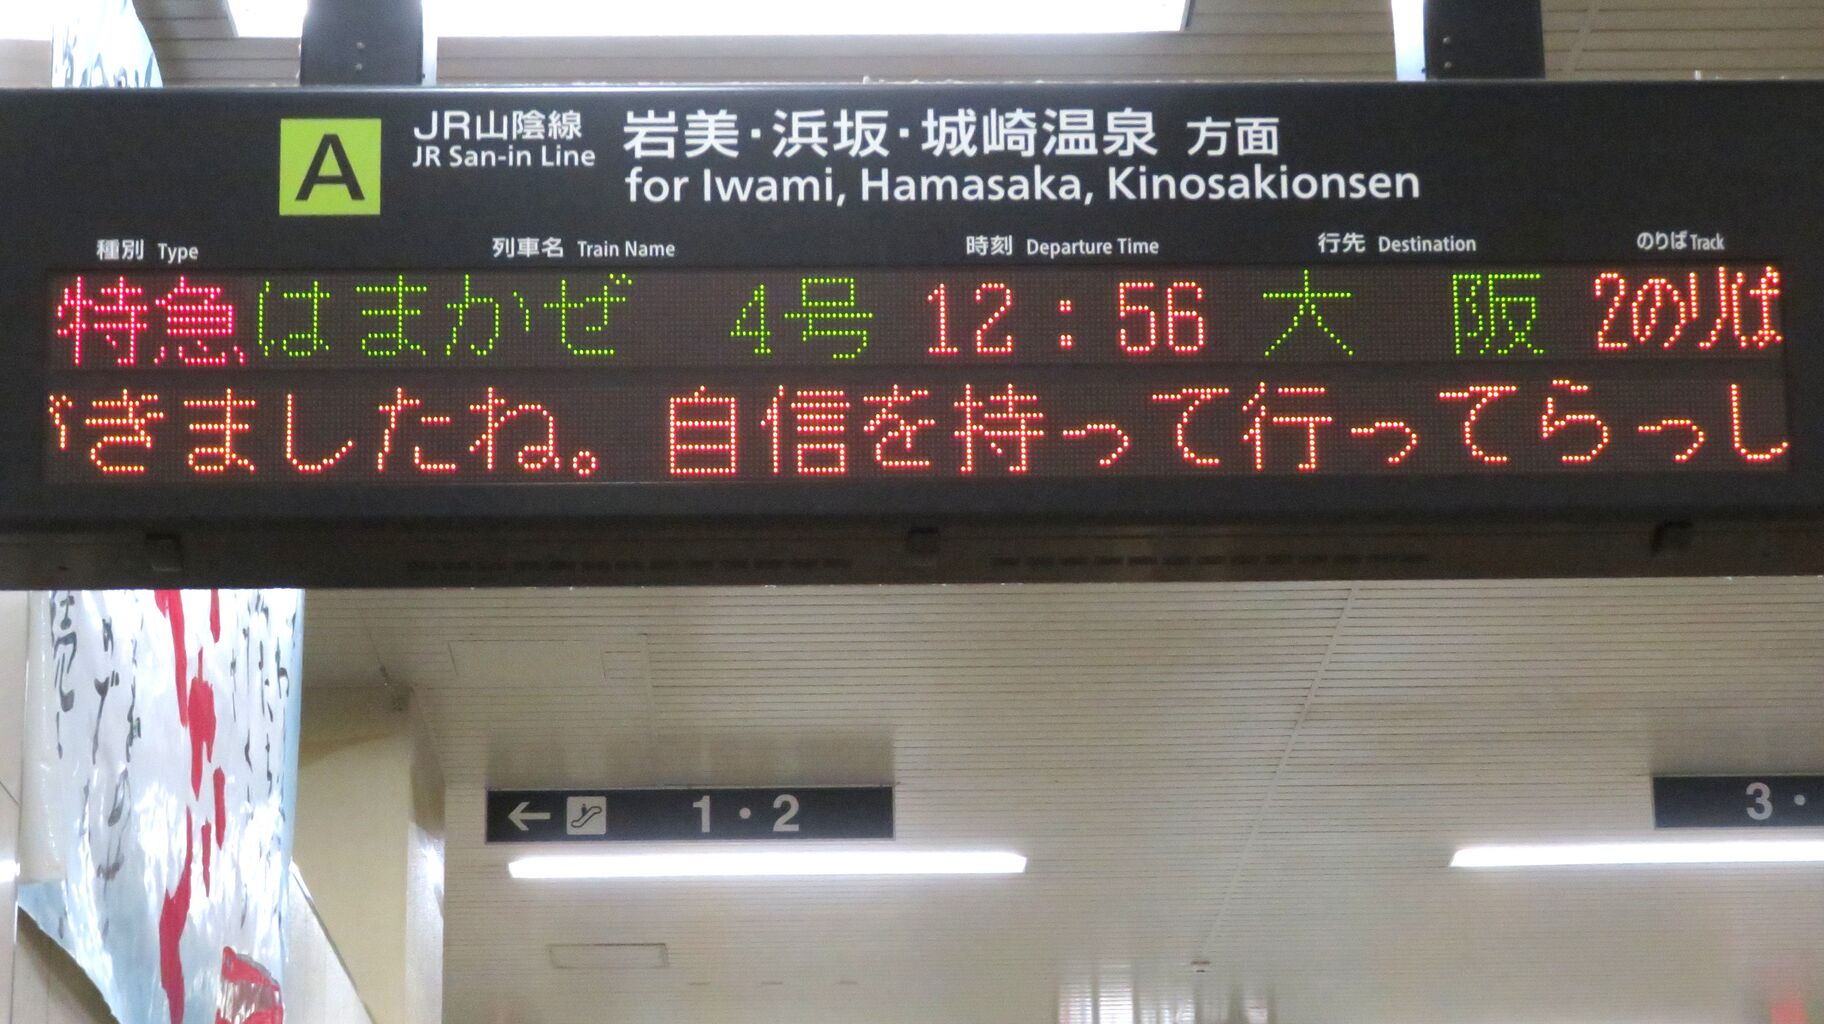 A
JR山陰線
JR San-in Line
岩美・浜坂・城崎温泉 方面
for Iwami, Hamasaka, Kinosakionsen
種別 Type 列車名 Train Name 時刻 Departure Time 行先 Destination のりば Track
特急 はまかぜ 4号 12:56 大阪 2のりば
ぎましたね。自信を持って行ってらっし
← 1・2
3・